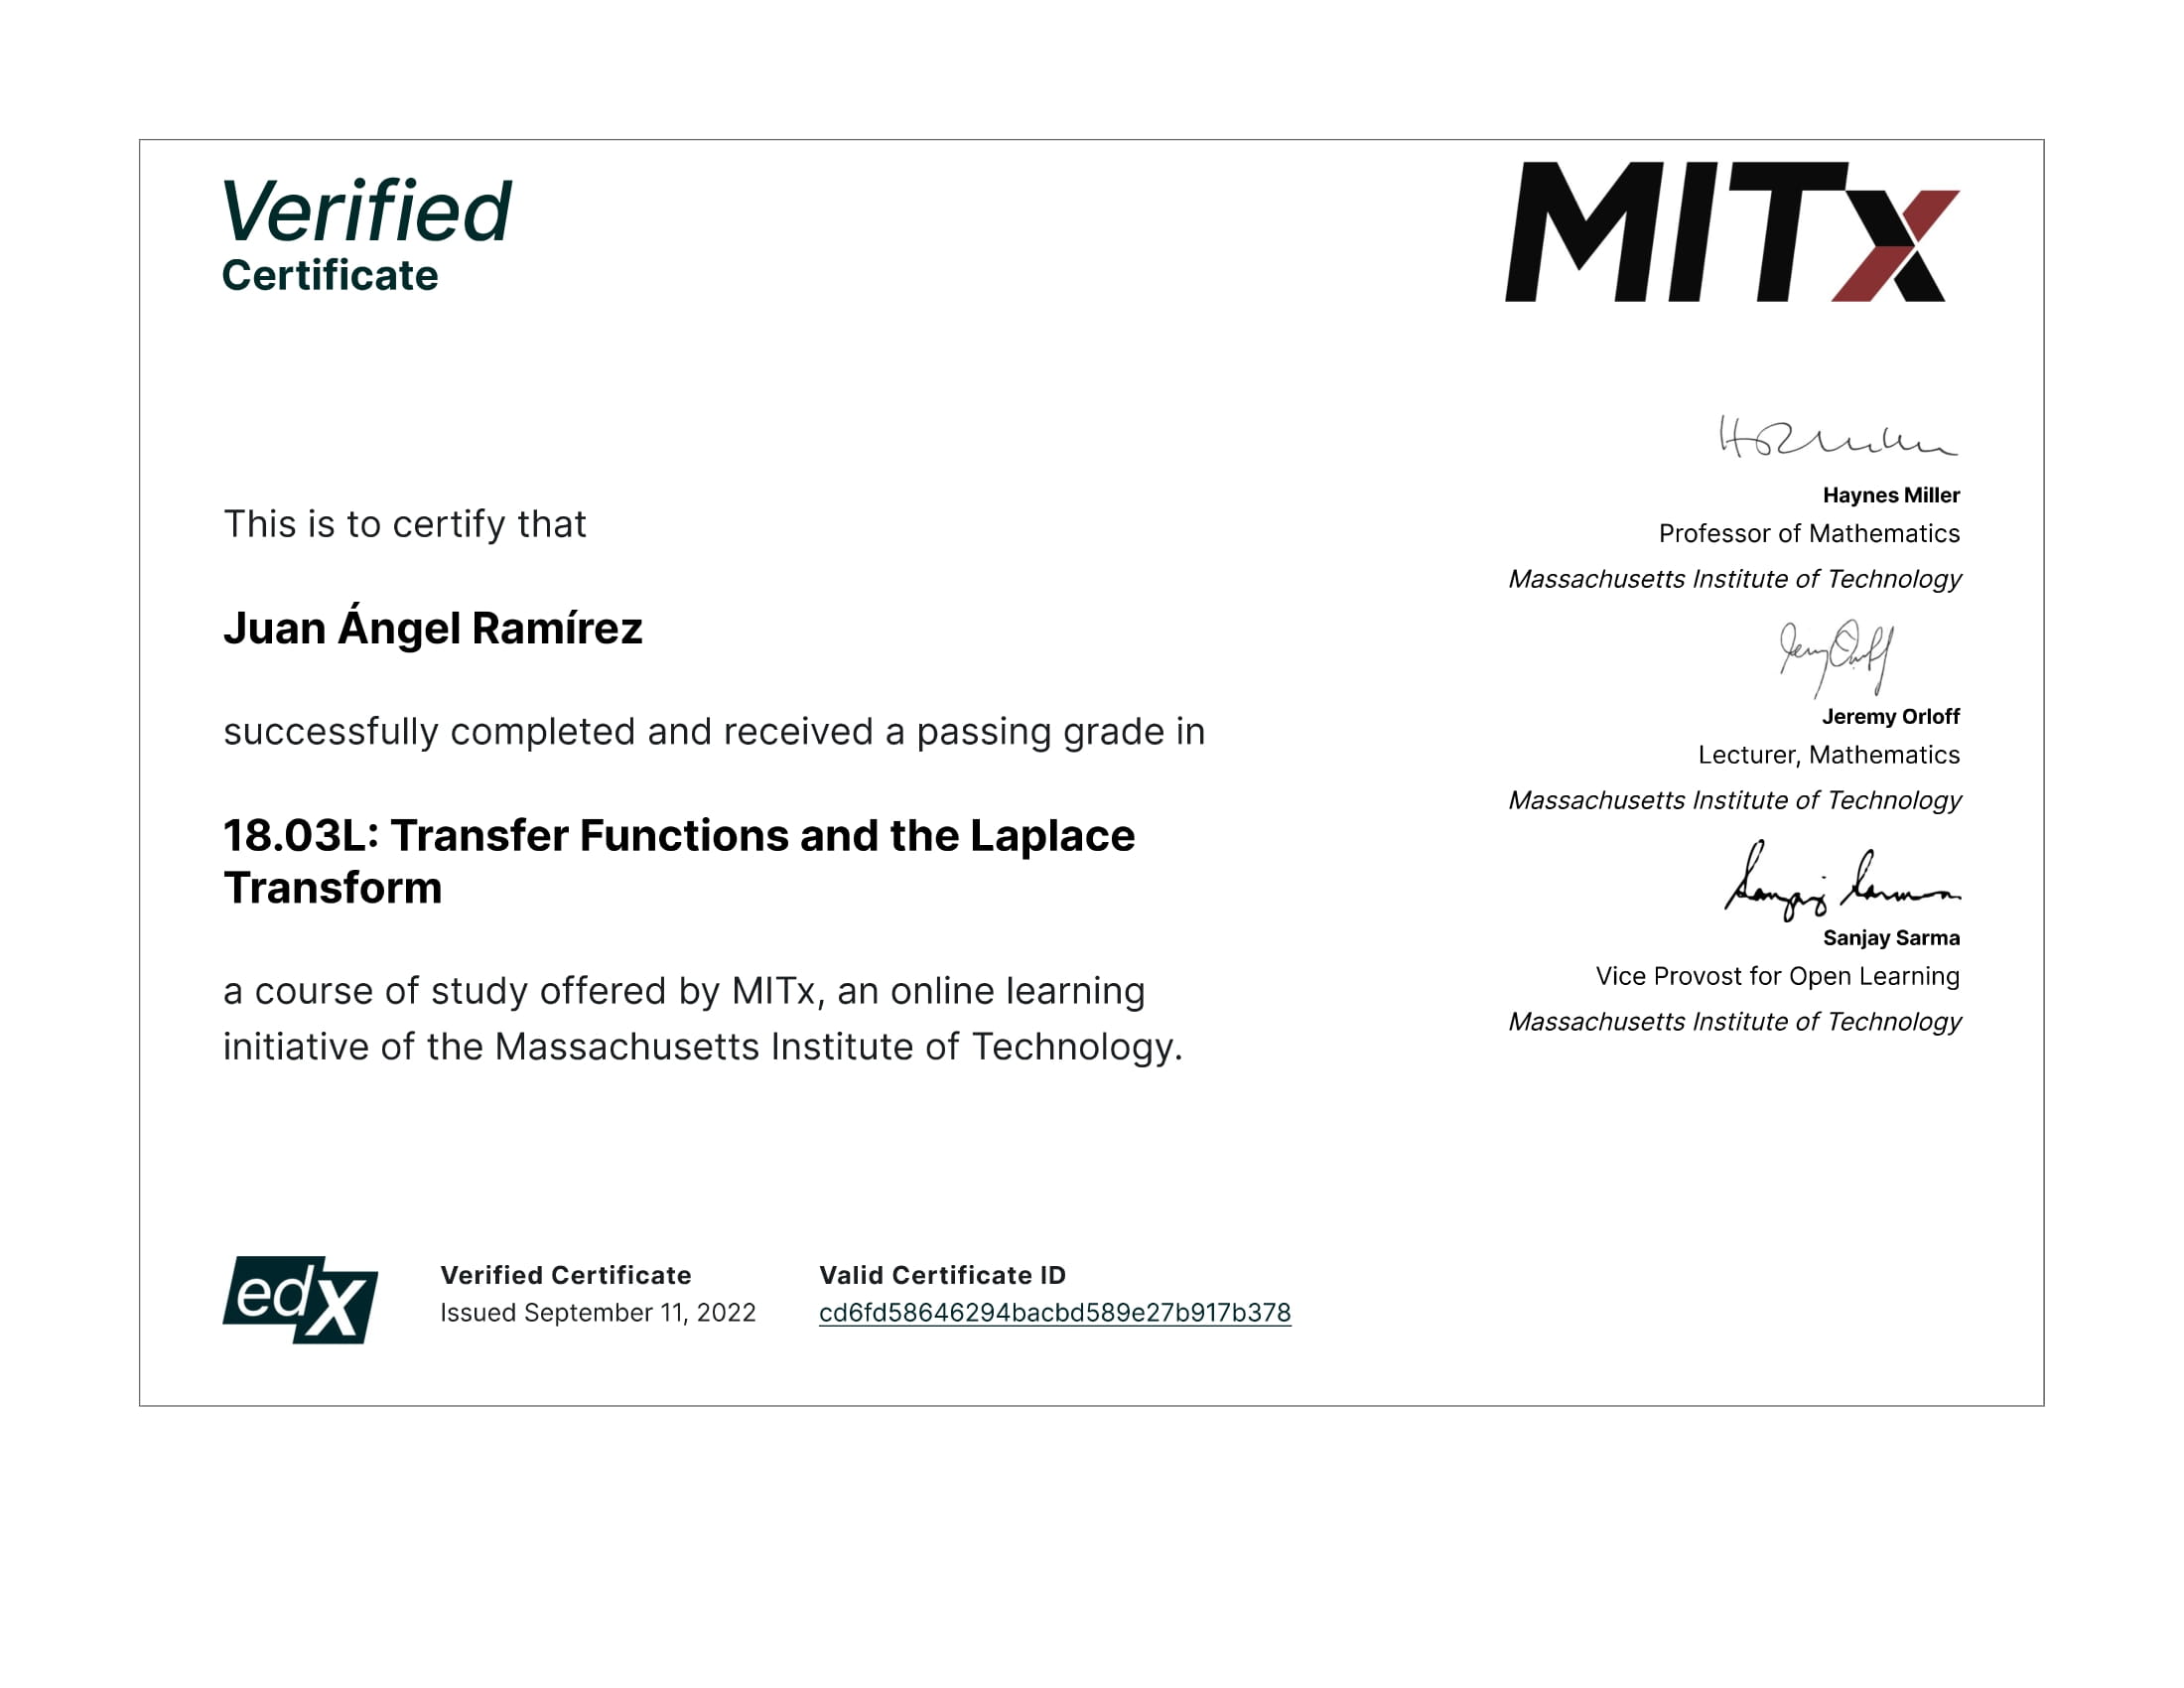 Verified
Certificate
MITx
This is to certify that
Juan Ángel Ramírez
successfully completed and received a passing grade in
18.03L: Transfer Functions and the Laplace
Transform
a course of study offered by MITx, an online learning
initiative of the Massachusetts Institute of Technology.
Haynes Miller
Professor of Mathematics
Massachusetts Institute of Technology
Jeremy Orloff
Lecturer, Mathematics
Massachusetts Institute of Technology
Sanjay Sarma
Vice Provost for Open Learning
Massachusetts Institute of Technology
edX
Verified Certificate
Issued September 11, 2022
Valid Certificate ID
cd6fd58646294bacbd589e27b917b378